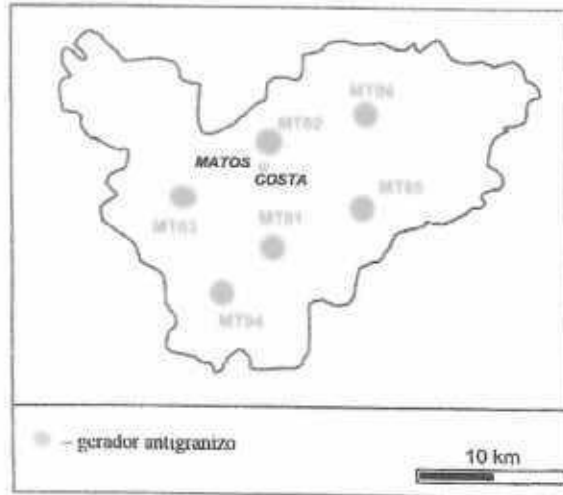 MT06
MT02
MATOS
COSTA
MT05
MT03
MT01
MT04
– gerador antigranizo
10 km